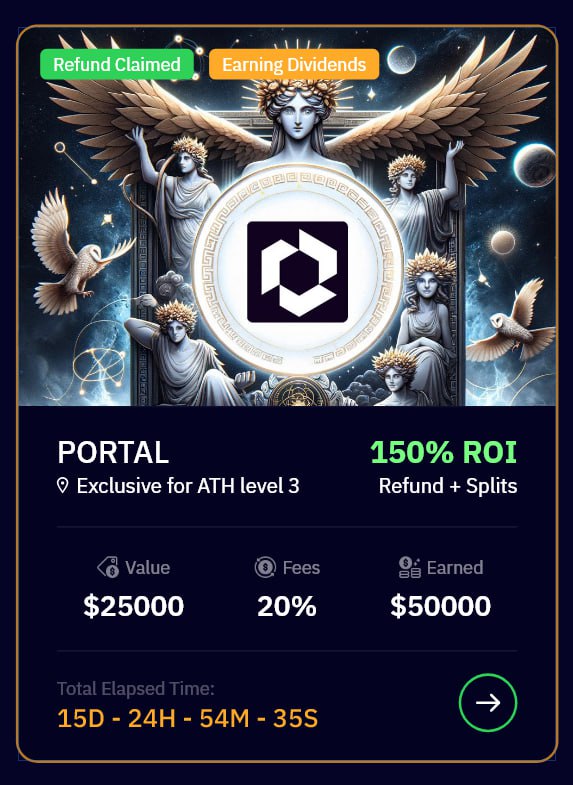 Refund Claimed
Earning Dividends
PORTAL
150% ROI
Exclusive for ATH level 3
Refund + Splits
Value
Fees
Earned
$25000
20%
$50000
Total Elapsed Time:
15D - 24H - 54M - 35S